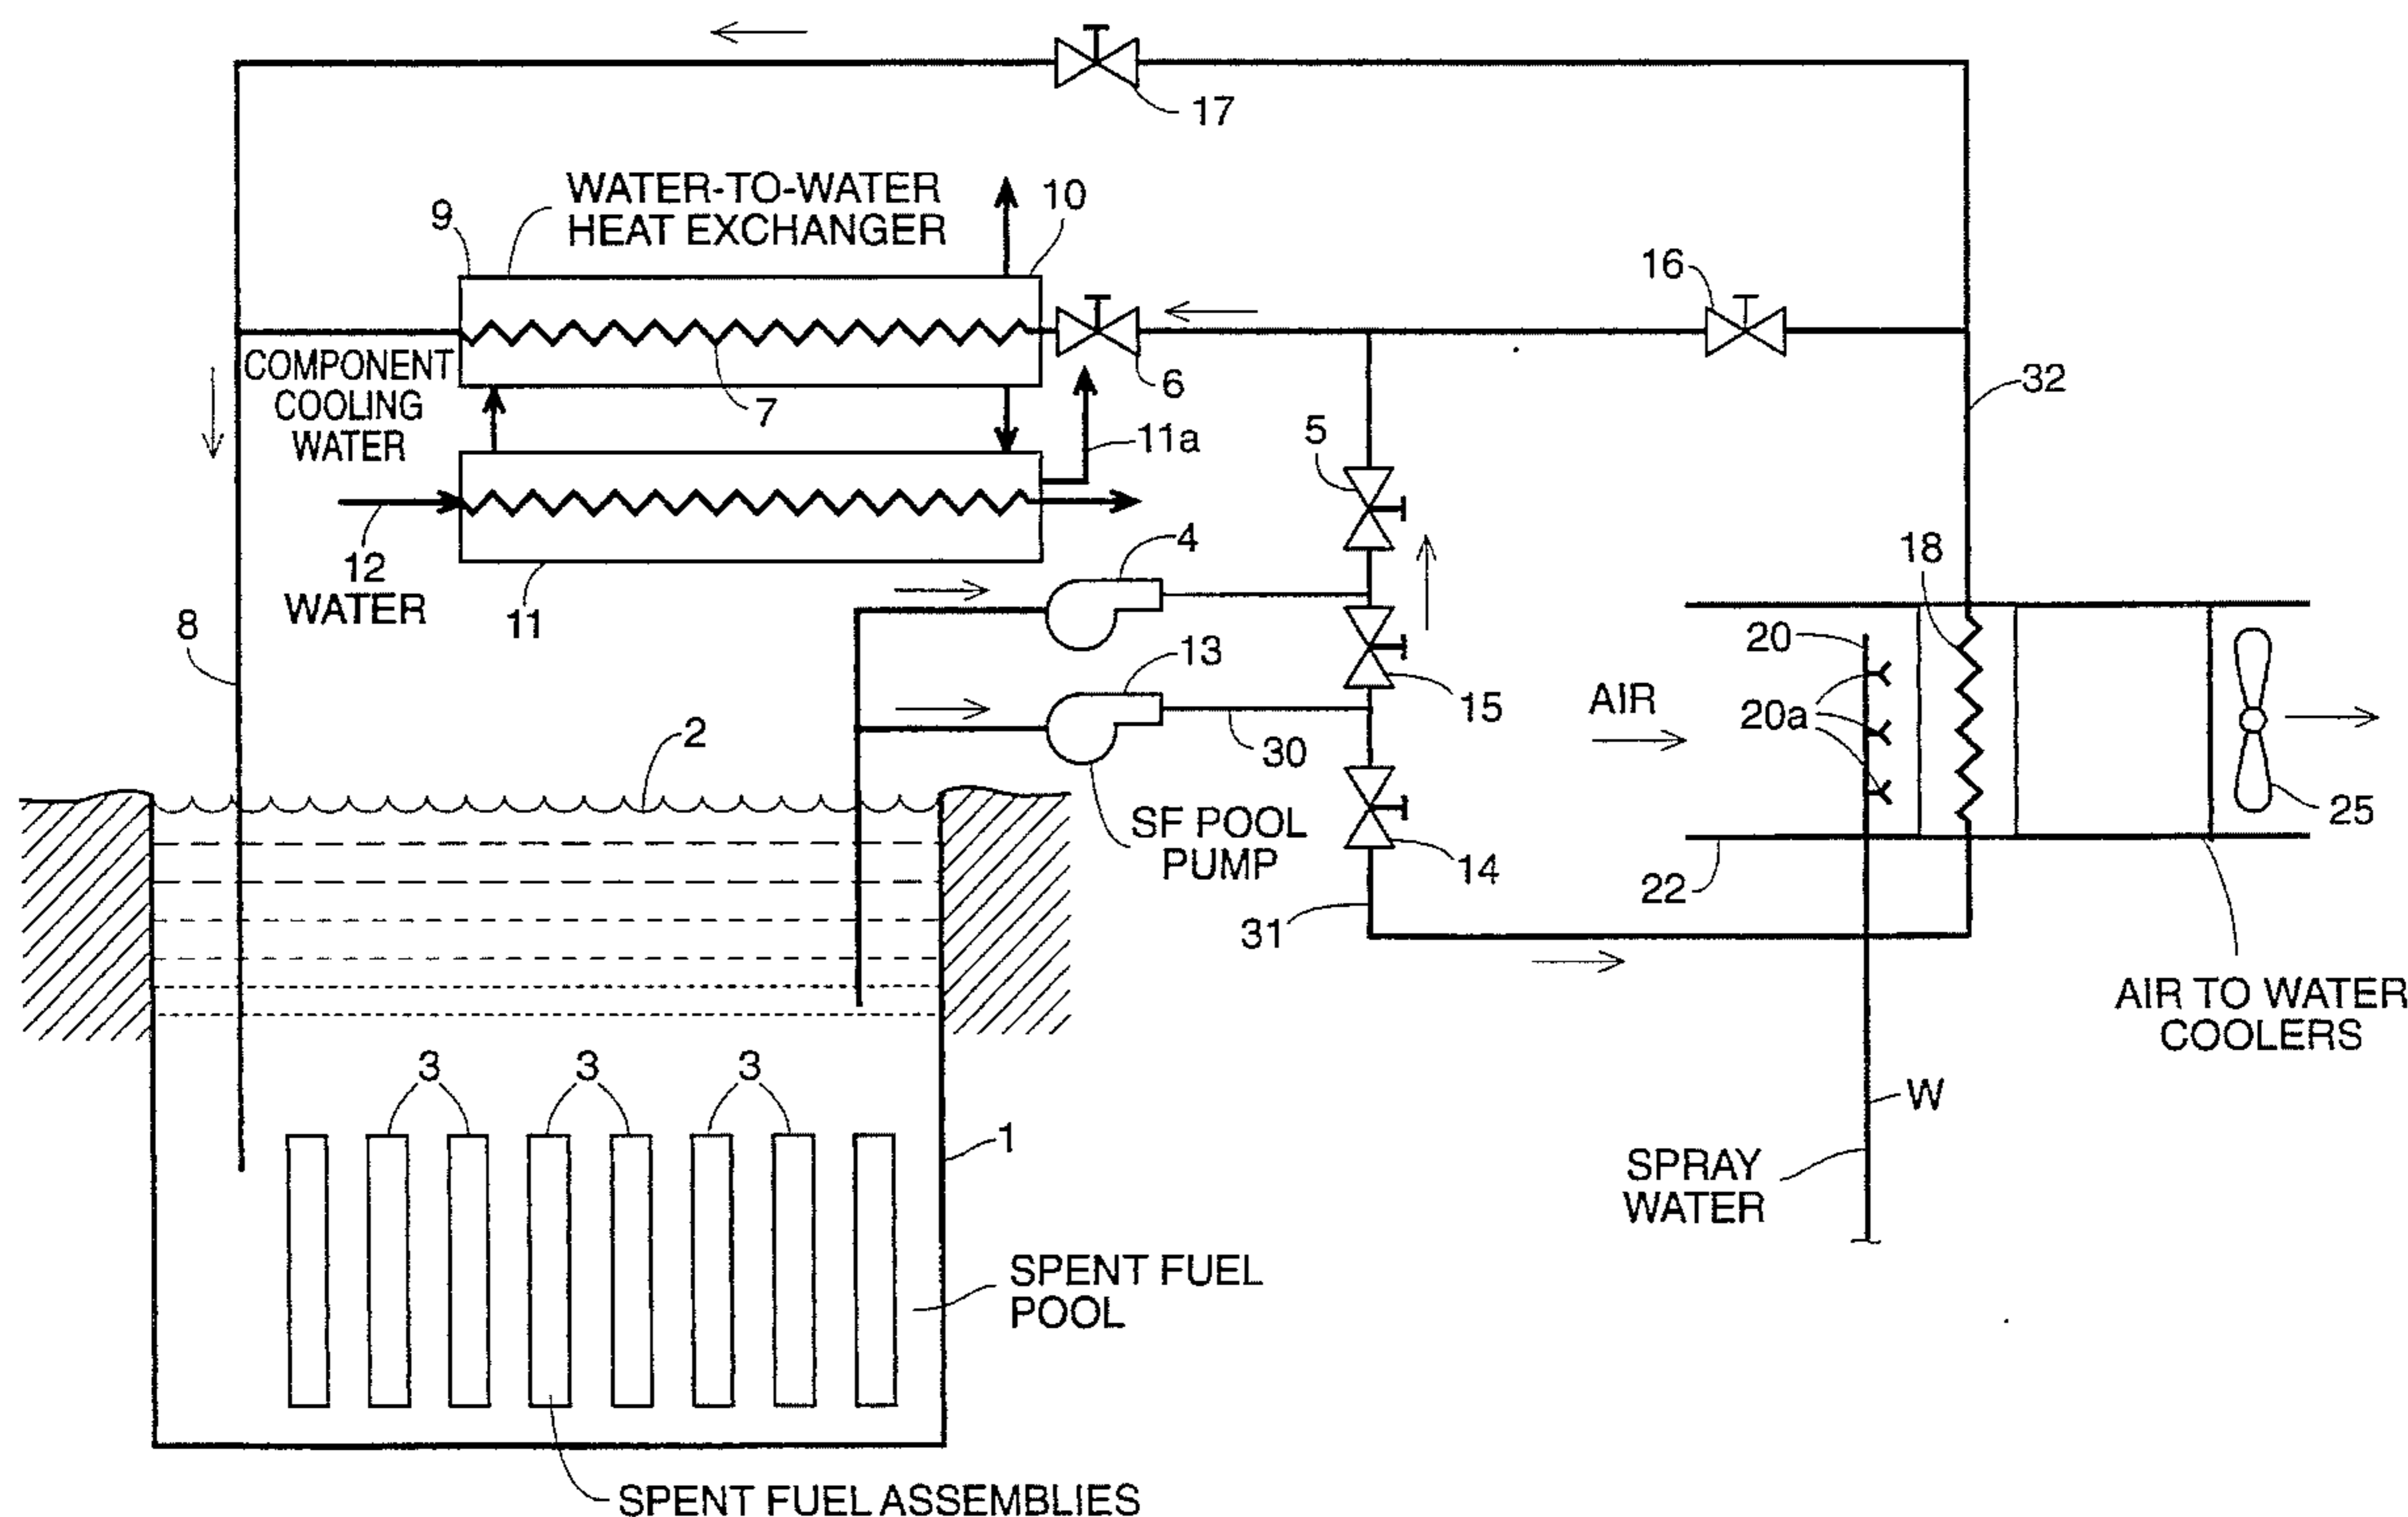 17
WATER-TO-WATER
HEAT EXCHANGER
9
10
16
COMPONENT
COOLING
WATER
7
6
32
5
11a
12
WATER
11
4
18
8
13
20
15
AIR
20a
2
30
25
SF POOL
PUMP
14
22
31
AIR TO WATER
COOLERS
3
3
3
W
1
SPRAY
WATER
SPENT FUEL
POOL
SPENT FUEL ASSEMBLIES